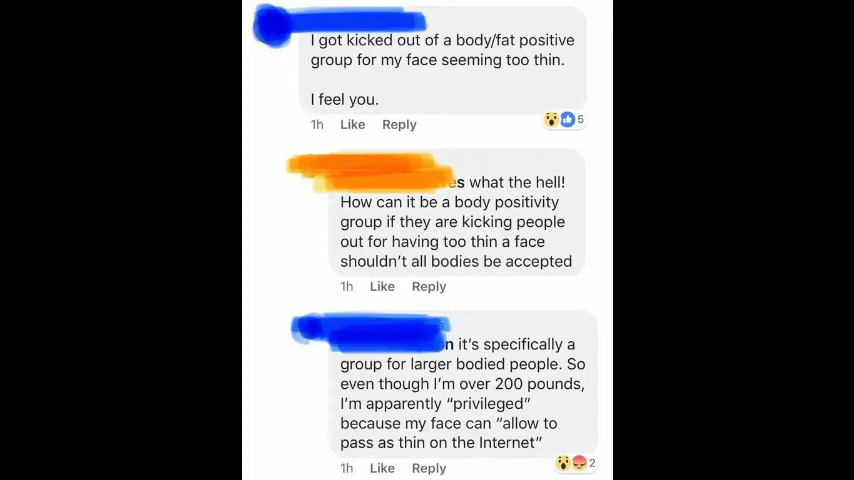 I got kicked out of a body/fat positive
group for my face seeming too thin.
I feel you.
1h Like Reply
5
what the hell!
How can it be a body positivity
group if they are kicking people
out for having too thin a face
shouldn't all bodies be accepted
1h Like Reply
it's specifically a
group for larger bodied people. So
even though I'm over 200 pounds,
I'm apparently “privileged”
because my face can “allow to
pass as thin on the Internet”
1h Like Reply
2